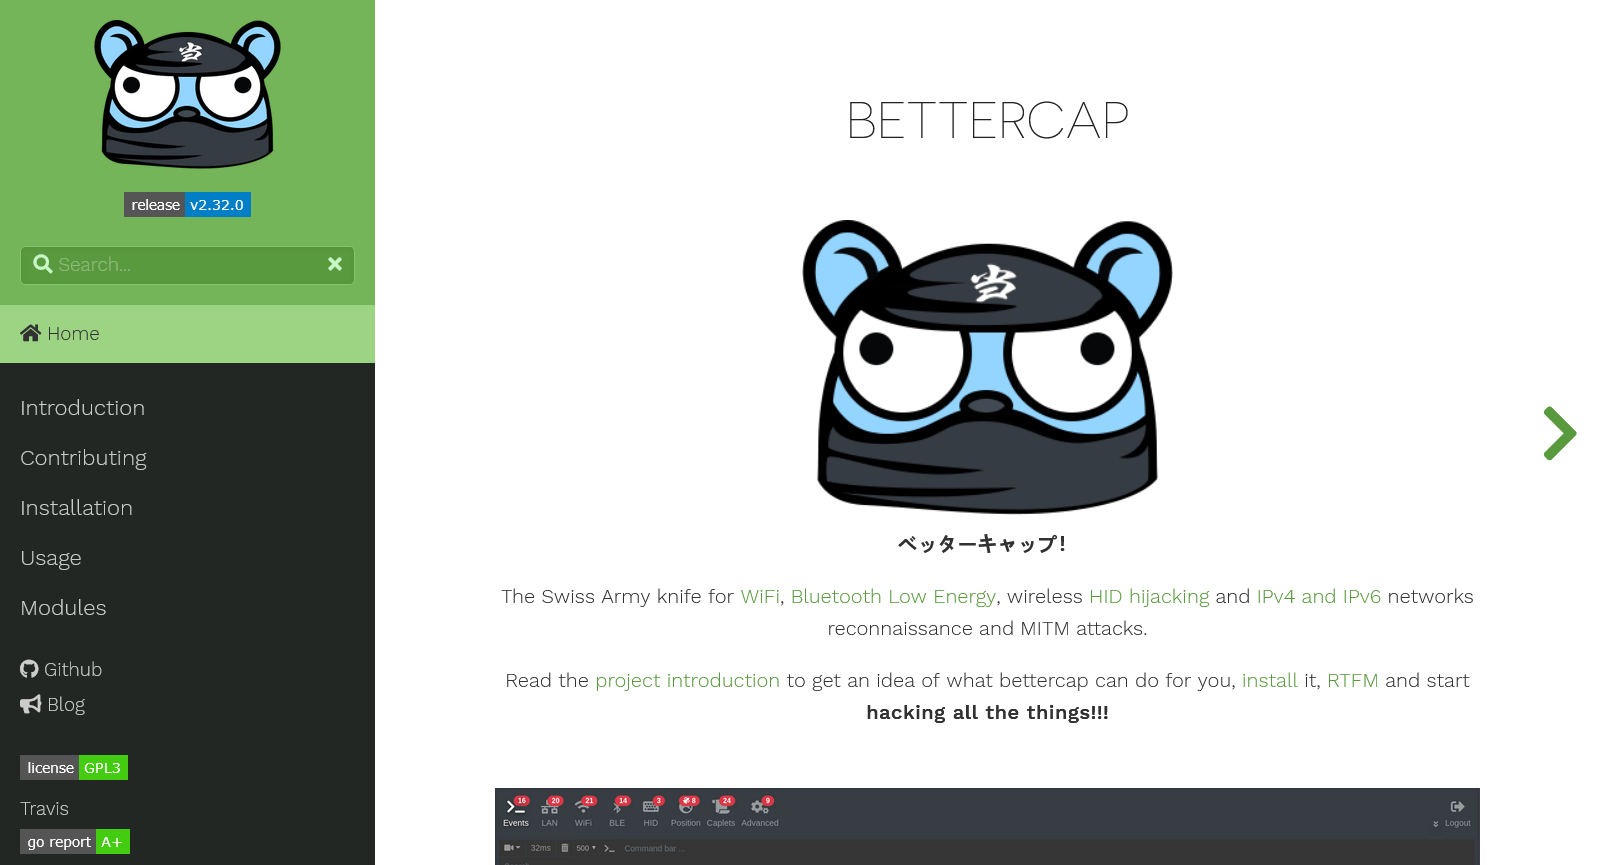 当
release v2.32.0
Search...
Home
Introduction
Contributing
Installation
Usage
Modules
Github
Blog
license GPL3
Travis
go report A+
BETTERCAP
当
ベッターキャップ!
The Swiss Army knife for WiFi, Bluetooth Low Energy, wireless HID hijacking and IPv4 and IPv6 networks
reconnaissance and MITM attacks.
Read the project introduction to get an idea of what bettercap can do for you, install it, RTFM and start
hacking all the things!!!
16 20 21 14 3 8 24 9
Events LAN WiFi BLE HID Position Caplets Advanced Logout
32ms 500 Command bar ...